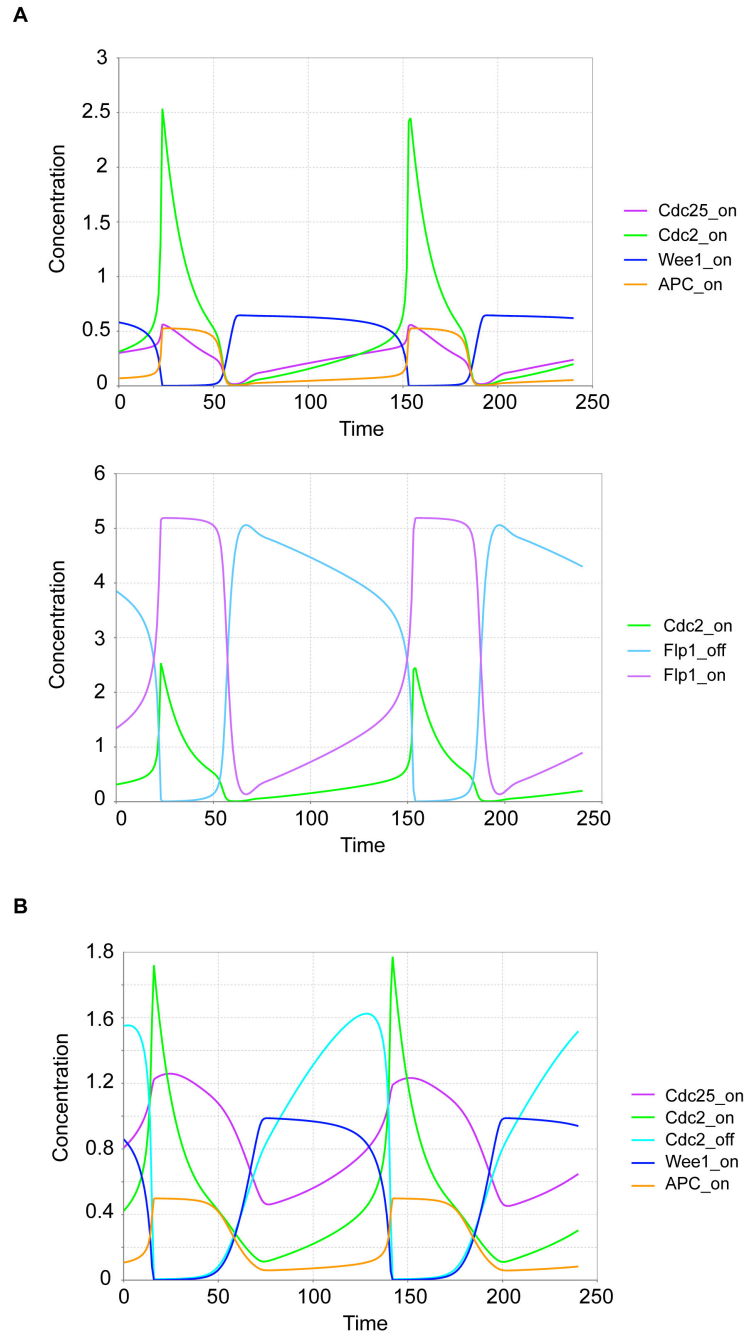 A
3
2.5
2
1.5
1
0.5
0
0 50 100 150 200 250
Concentration
Time
Cdc25_on
Cdc2_on
Wee1_on
APC_on
6
5
4
3
2
1
0
0 50 100 150 200 250
Concentration
Time
Cdc2_on
Flp1_off
Flp1_on
B
1.8
1.6
1.2
0.8
0.4
0
0 50 100 150 200 250
Concentration
Time
Cdc25_on
Cdc2_on
Cdc2_off
Wee1_on
APC_on